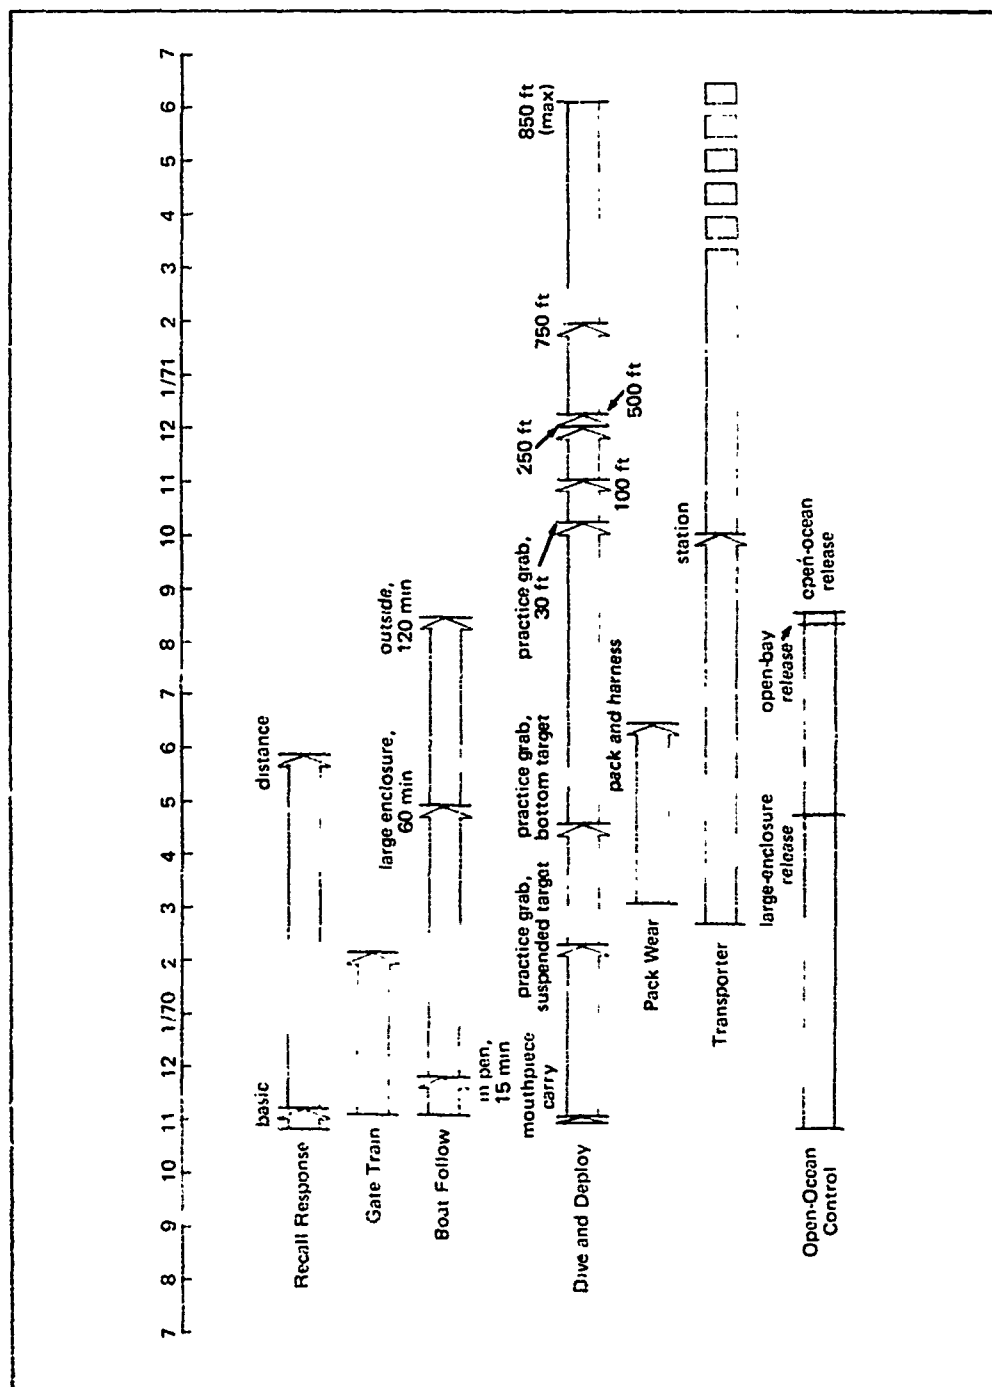 7 8 9 10 11 12 1/70 2 3 4 5 6 7 8 9 10 11 12 1/71 2 3 4 5 6 7
Recall Response
basic
distance
Gate Train
Boat Follow
in pen,
15 min
large enclosure,
60 min
outside,
120 min
Dive and Deploy
mouthpiece
carry
practice grab,
suspended target
practice grab,
bottom target
practice grab,
30 ft
100 ft
250 ft
500 ft
750 ft
850 ft
(max)
Pack Wear
pack and harness
Transporter
station
Open-Ocean
Control
large-enclosure
release
open-bay
release
open-ocean
release